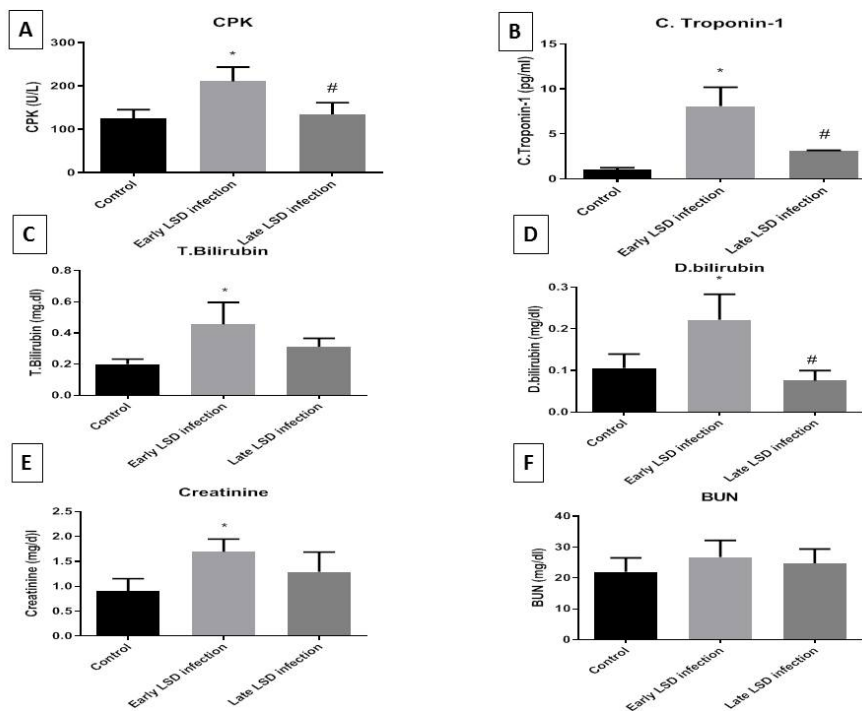 A
CPK
CPK (U/L)
300
200
100
0
*
#
Control
Early LSD infection
Late LSD infection
B
C. Troponin-1
C.Troponin-1 (pg/ml)
15
10
5
0
*
#
Control
Early LSD infection
Late LSD infection
C
T.Bilirubin
T.Bilirubin (mg.dl)
0.8
0.6
0.4
0.2
0.0
*
Control
Early LSD infection
Late LSD infection
D
D.bilirubin
D.bilirubin (mg/dl)
0.3
0.2
0.1
0.0
*
#
Control
Early LSD infection
Late LSD infection
E
Creatinine
Creatinine (mg/d)l
2.5
2.0
1.5
1.0
0.5
0.0
*
Control
Early LSD infection
Late LSD infection
F
BUN
BUN (mg/dl)
40
30
20
10
0
Control
Early LSD infection
Late LSD infection